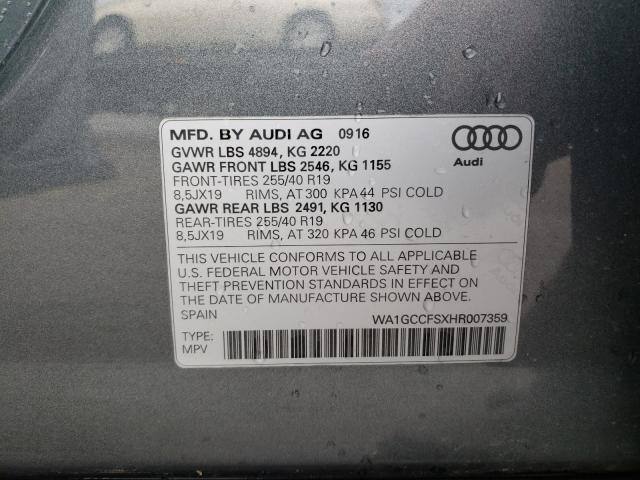 MFD. BY AUDI AG 0916
GVWR LBS 4894, KG 2220
GAWR FRONT LBS 2546, KG 1155
FRONT-TIRES 255/40 R19
8,5JX19 RIMS, AT 300 KPA 44 PSI COLD
GAWR REAR LBS 2491, KG 1130
REAR-TIRES 255/40 R19
8,5JX19 RIMS, AT 320 KPA 46 PSI COLD
Audi
THIS VEHICLE CONFORMS TO ALL APPLICABLE
U.S. FEDERAL MOTOR VEHICLE SAFETY AND
THEFT PREVENTION STANDARDS IN EFFECT ON
THE DATE OF MANUFACTURE SHOWN ABOVE.
SPAIN WA1GCCFSXHR007359
TYPE:
MPV